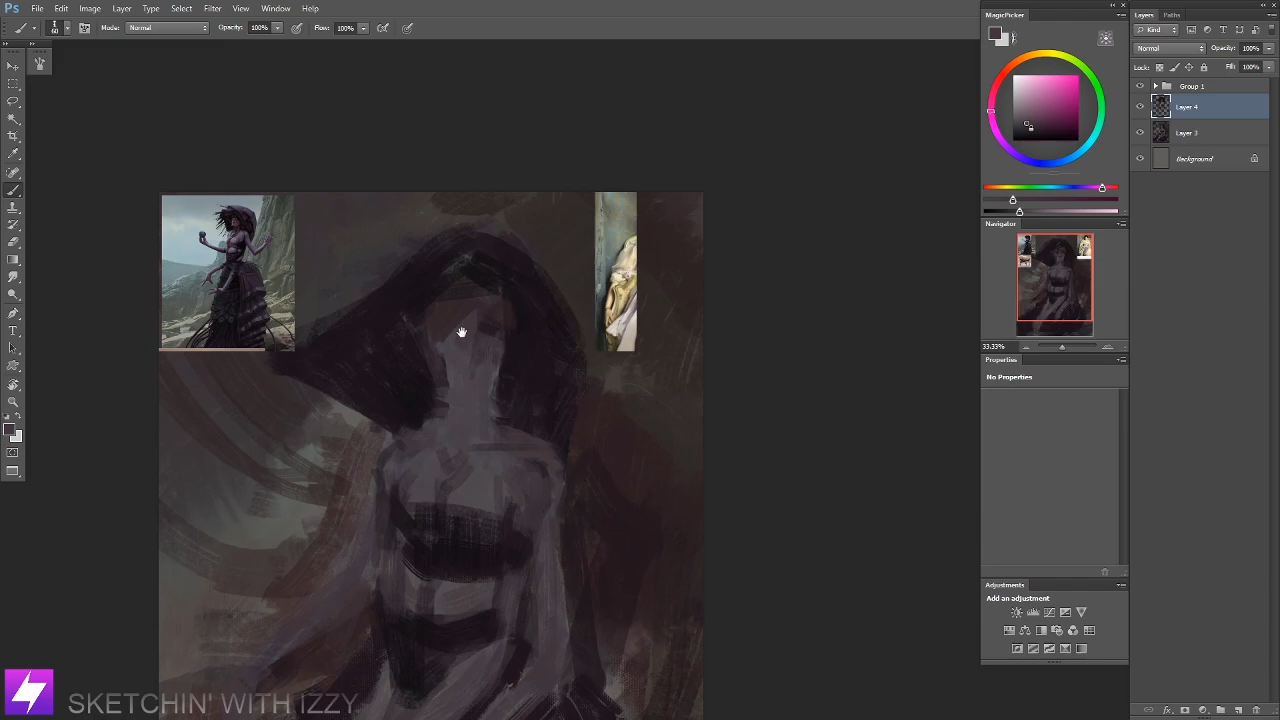 Ps File Edit Image Layer Type Select Filter View Window Help
60 Mode: Normal Opacity: 100% Flow: 100%
MagicPicker
Navigator
33.33%
Properties
No Properties
Adjustments
Add an adjustment
Layers Paths
Kind
Normal Opacity: 100%
Lock: Fill: 100%
Group 1
Layer 4
Layer 3
Background
SKETCHIN' WITH IZZY